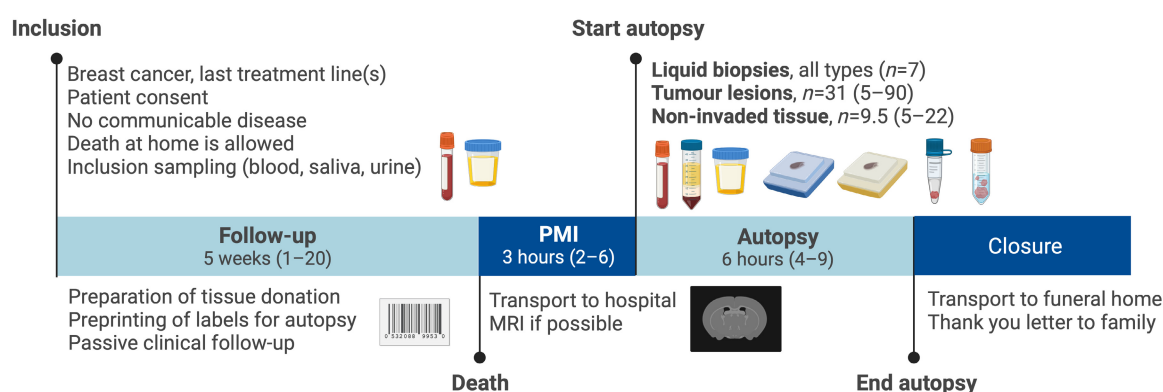 Inclusion
Start autopsy
Breast cancer, last treatment line(s)
Patient consent
No communicable disease
Death at home is allowed
Inclusion sampling (blood, saliva, urine)
Liquid biopsies, all types (n=7)
Tumour lesions, n=31 (5–90)
Non-invaded tissue, n=9.5 (5–22)
Follow-up
5 weeks (1–20)
PMI
3 hours (2–6)
Autopsy
6 hours (4–9)
Closure
Preparation of tissue donation
Preprinting of labels for autopsy
Passive clinical follow-up
0 532088 9953 0
Transport to hospital
MRI if possible
Transport to funeral home
Thank you letter to family
Death
End autopsy